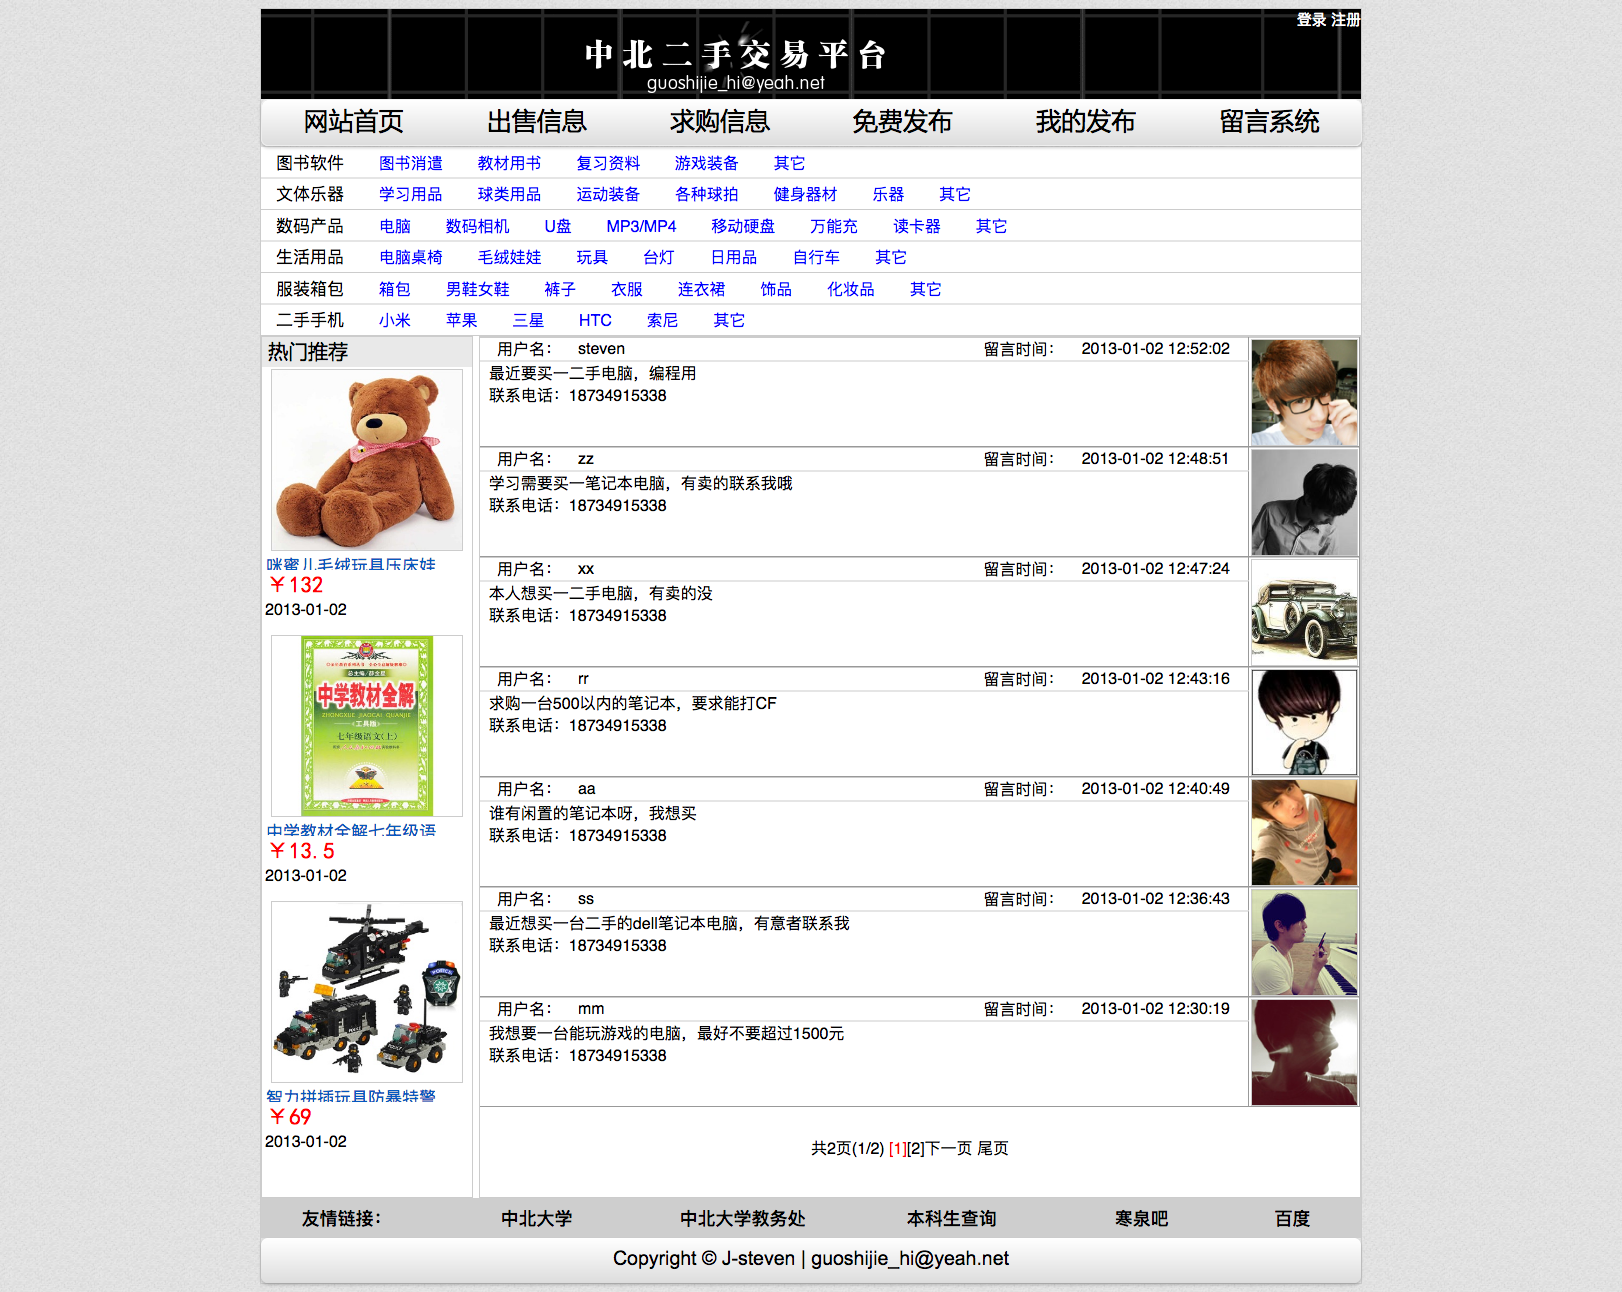 登录 注册
中北二手交易平台
guoshijie_hi@yeah.net
网站首页 出售信息 求购信息 免费发布 我的发布 留言系统
图书软件 图书消遣 教材用书 复习资料 游戏装备 其它
文体乐器 学习用品 球类用品 运动装备 各种球拍 健身器材 乐器 其它
数码产品 电脑 数码相机 U盘 MP3/MP4 移动硬盘 万能充 读卡器 其它
生活用品 电脑桌椅 毛绒娃娃 玩具 台灯 日用品 自行车 其它
服装箱包 箱包 男鞋女鞋 裤子 衣服 连衣裙 饰品 化妆品 其它
二手手机 小米 苹果 三星 HTC 索尼 其它
热门推荐
咪蜜儿毛绒玩具压床娃
￥132
2013-01-02
中学教材全解
ZHONGXUE JIAOCAI QUANJIE
工具版
七年级语文(上)
中学教材全解七年级语
￥13.5
2013-01-02
智力拼插玩具防暴特警
￥69
2013-01-02
用户名： steven 留言时间： 2013-01-02 12:52:02
最近要买一二手电脑，编程用
联系电话：18734915338
用户名： zz 留言时间： 2013-01-02 12:48:51
学习需要买一笔记本电脑，有卖的联系我哦
联系电话：18734915338
用户名： xx 留言时间： 2013-01-02 12:47:24
本人想买一二手电脑，有卖的没
联系电话：18734915338
用户名： rr 留言时间： 2013-01-02 12:43:16
求购一台500以内的笔记本，要求能打CF
联系电话：18734915338
用户名： aa 留言时间： 2013-01-02 12:40:49
谁有闲置的笔记本呀，我想买
联系电话：18734915338
用户名： ss 留言时间： 2013-01-02 12:36:43
最近想买一台二手的dell笔记本电脑，有意者联系我
联系电话：18734915338
用户名： mm 留言时间： 2013-01-02 12:30:19
我想要一台能玩游戏的电脑，最好不要超过1500元
联系电话：18734915338
共2页(1/2) [1][2]下一页 尾页
友情链接： 中北大学 中北大学教务处 本科生查询 寒泉吧 百度
Copyright © J-steven | guoshijie_hi@yeah.net